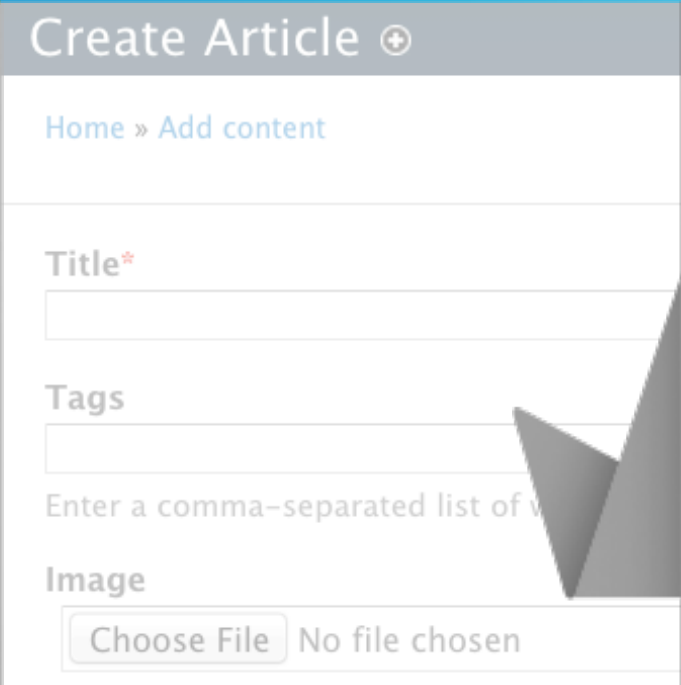 Create Article
Home » Add content
Title*
Tags
Enter a comma-separated list of
Image
Choose File No file chosen